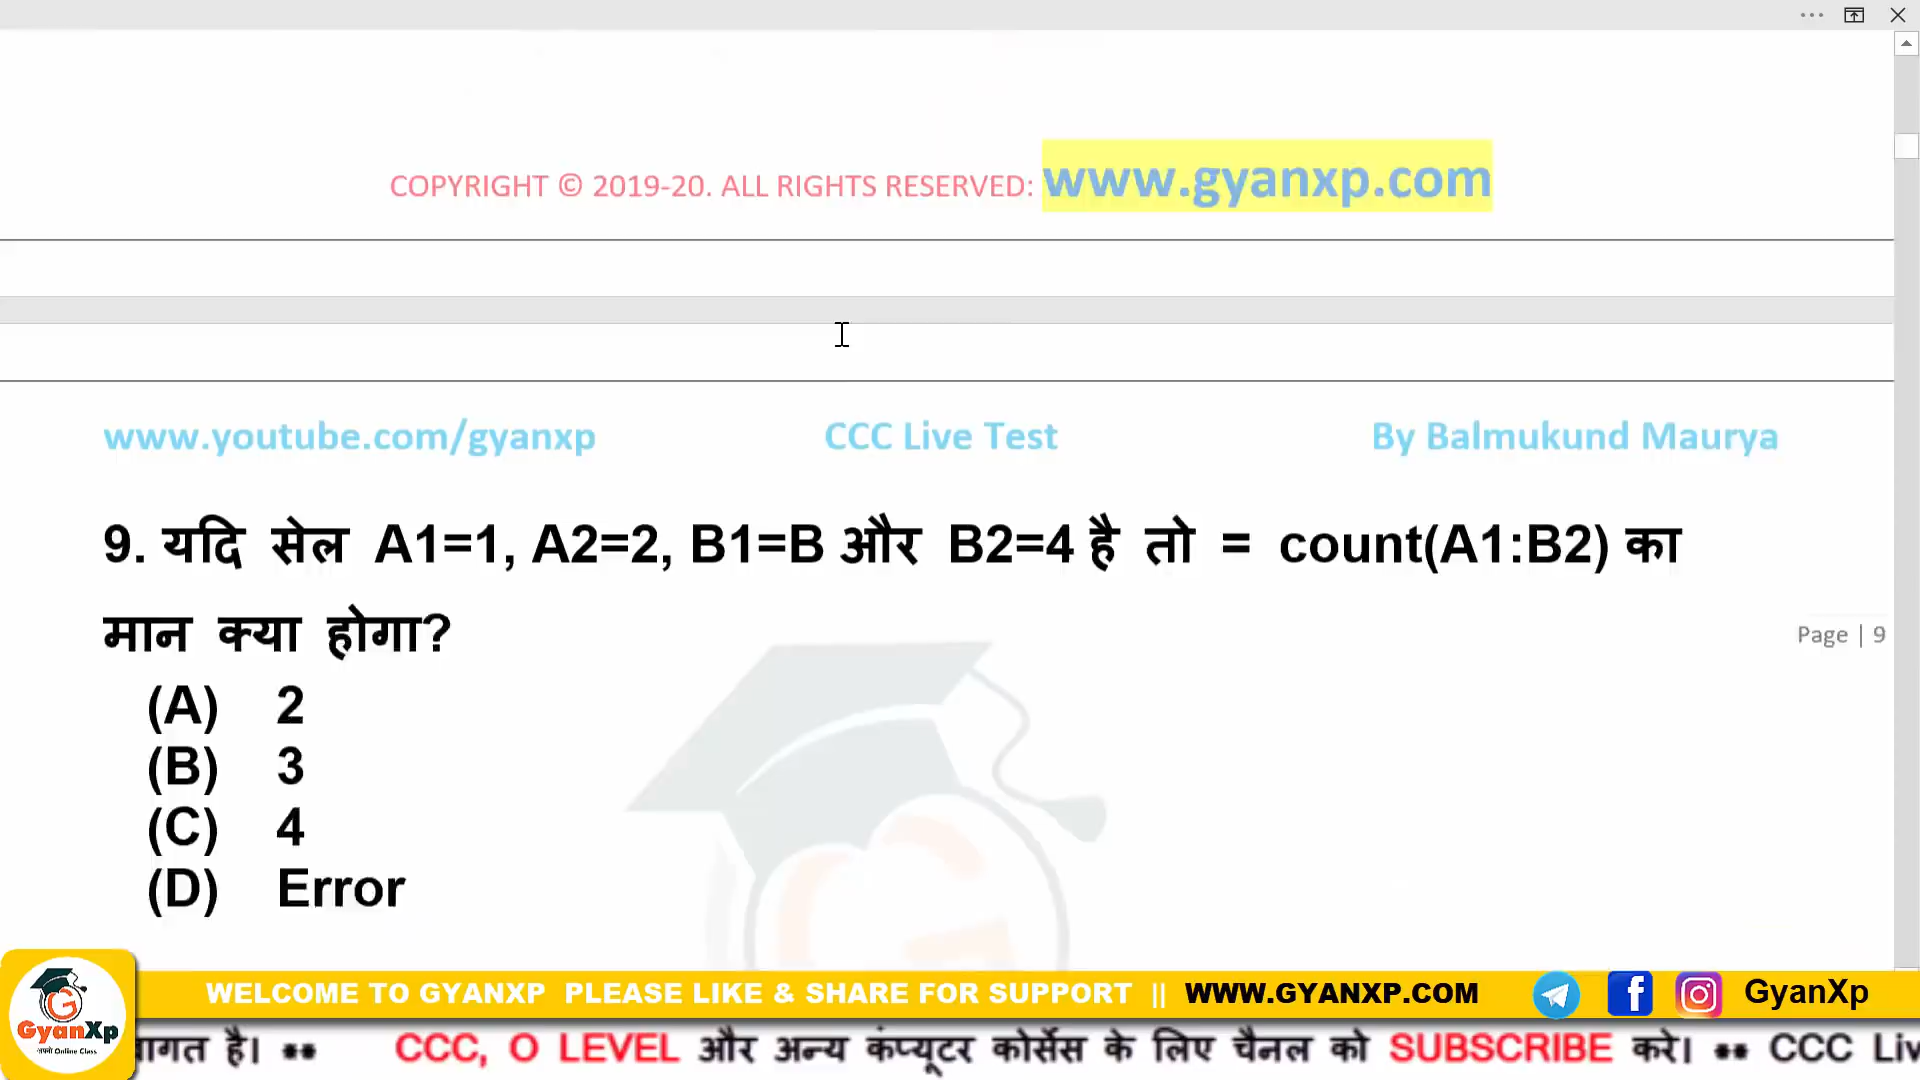 COPYRIGHT © 2019-20. ALL RIGHTS RESERVED: www.gyanxp.com
www.youtube.com/gyanxp CCC Live Test By Balmukund Maurya
9. यदि सेल A1=1, A2=2, B1=B और B2=4 है तो = count(A1:B2) का
मान क्या होगा?
Page | 9
(A) 2
(B) 3
(C) 4
(D) Error
WELCOME TO GYANXP PLEASE LIKE & SHARE FOR SUPPORT || WWW.GYANXP.COM GyanXp
GyanXp
आपकी Online Class
ागत है। ** CCC, O LEVEL और अन्य कंप्यूटर कोर्सेस के लिए चैनल को SUBSCRIBE करे। ** CCC Liv